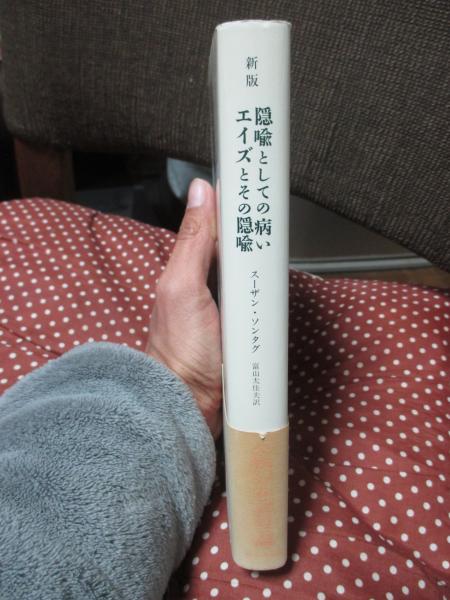 新版
隠喩としての病い
エイズとその隠喩
スーザン・ソンタグ
富山太佳夫訳